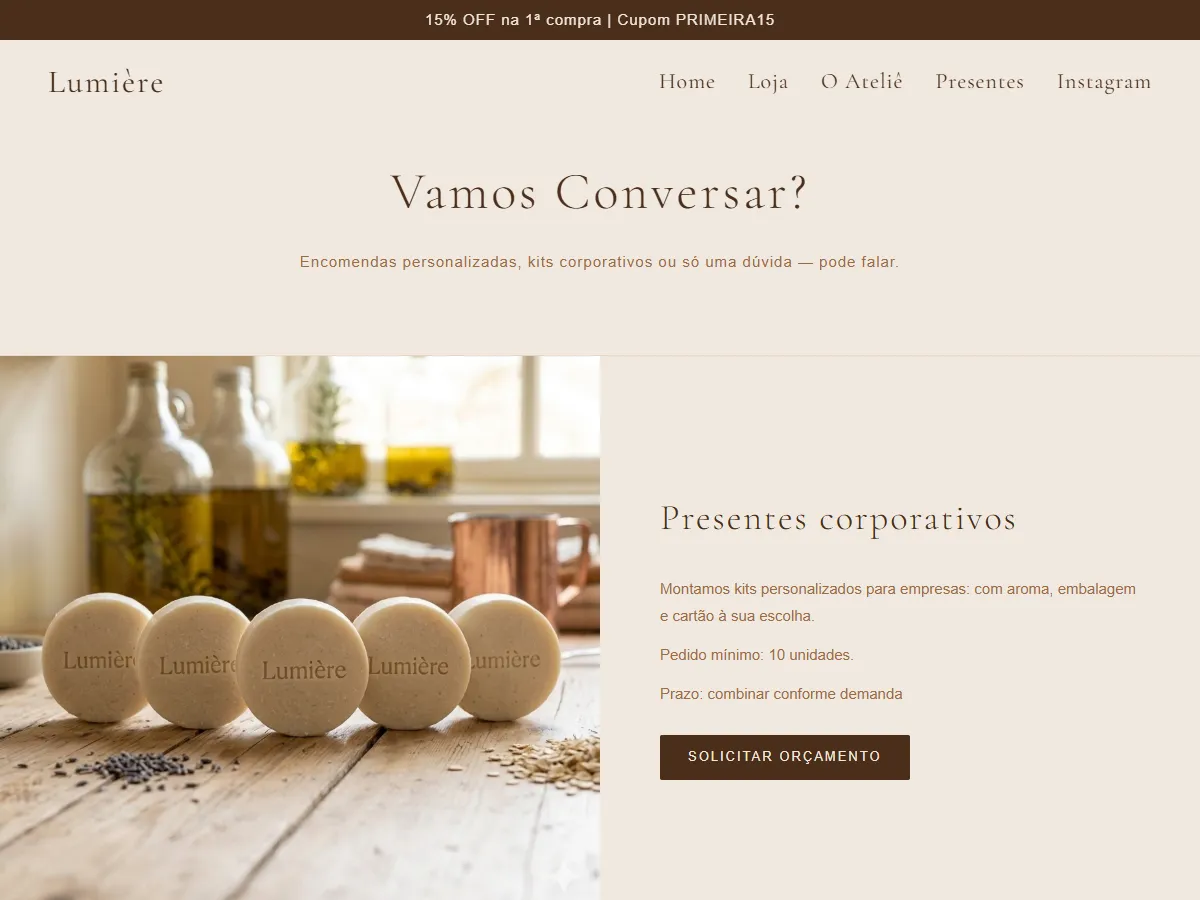 15% OFF na 1ª compra | Cupom PRIMEIRA15
Lumière
Home Loja O Ateliê Presentes Instagram
Vamos Conversar?
Encomendas personalizadas, kits corporativos ou só uma dúvida — pode falar.
Presentes corporativos
Montamos kits personalizados para empresas: com aroma, embalagem
e cartão à sua escolha.
Pedido mínimo: 10 unidades.
Prazo: combinar conforme demanda
SOLICITAR ORÇAMENTO
Lumièr Lumière Lumière Lumière Lumière